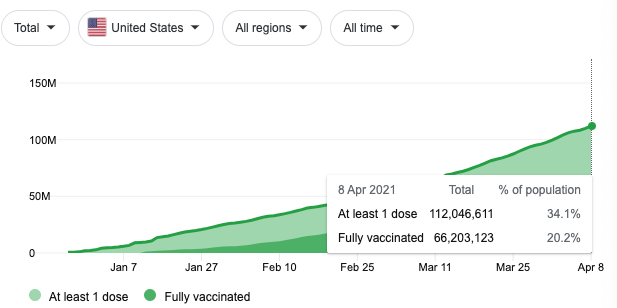 Total United States All regions All time
150M
100M
50M
0
8 Apr 2021 Total % of population
At least 1 dose 112,046,611 34.1%
Fully vaccinated 66,203,123 20.2%
Jan 7 Jan 27 Feb 10 Feb 25 Mar 11 Mar 25 Apr 8
At least 1 dose Fully vaccinated